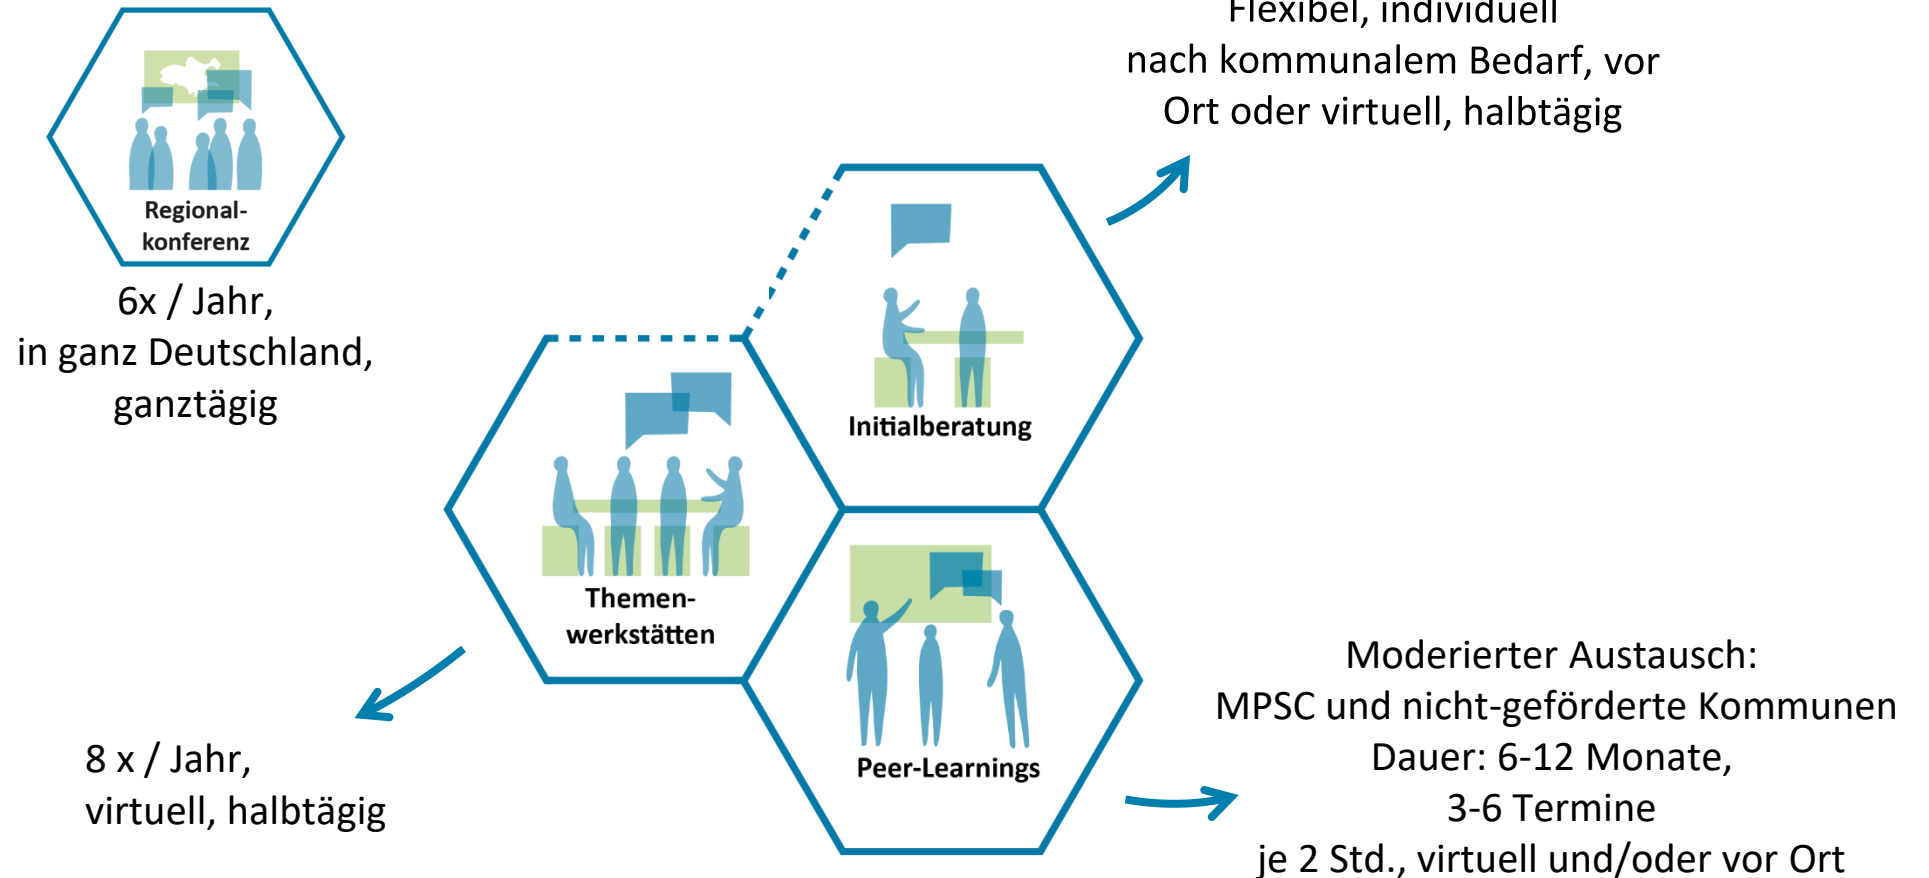 Regional-
konferenz
6x / Jahr,
in ganz Deutschland,
ganztägig
Flexibel, individuell
nach kommunalem Bedarf, vor
Ort oder virtuell, halbtägig
Initialberatung
Themen-
werkstätten
8 x / Jahr,
virtuell, halbtägig
Peer-Learnings
Moderierter Austausch:
MPSC und nicht-geförderte Kommunen
Dauer: 6-12 Monate,
3-6 Termine
je 2 Std., virtuell und/oder vor Ort